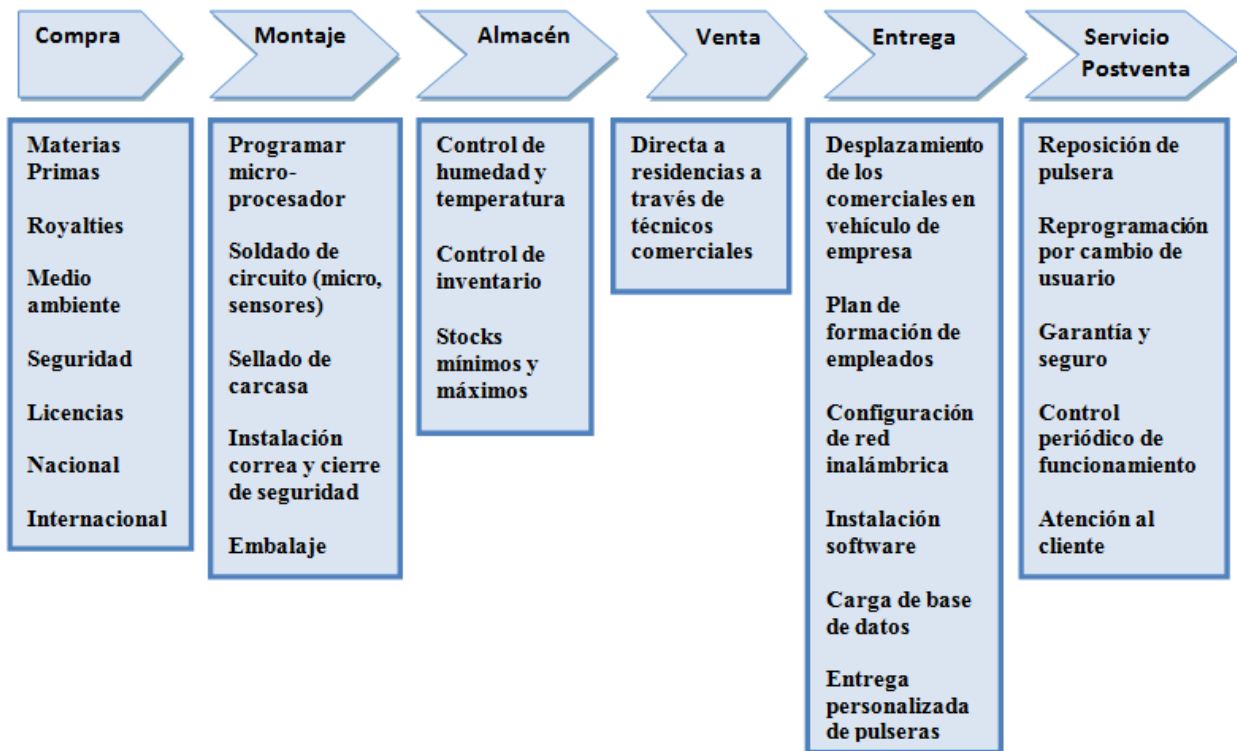 Compra
Montaje
Almacén
Venta
Entrega
Servicio
Postventa
Materias
Primas
Royalties
Medio
ambiente
Seguridad
Licencias
Nacional
Internacional
Programar
micro-
procesador
Soldado de
circuito (micro,
sensores)
Sellado de
carcasa
Instalación
correa y cierre
de seguridad
Embalaje
Control de
humedad y
temperatura
Control de
inventario
Stocks
mínimos y
máximos
Directa a
residencias a
través de
técnicos
comerciales
Desplazamiento
de los
comerciales en
vehículo de
empresa
Plan de
formación de
empleados
Configuración
de red
inalámbrica
Instalación
software
Carga de base
de datos
Entrega
personalizada
de pulseras
Reposición de
pulsera
Reprogramación
por cambio de
usuario
Garantía y
seguro
Control
periódico de
funcionamiento
Atención al
cliente